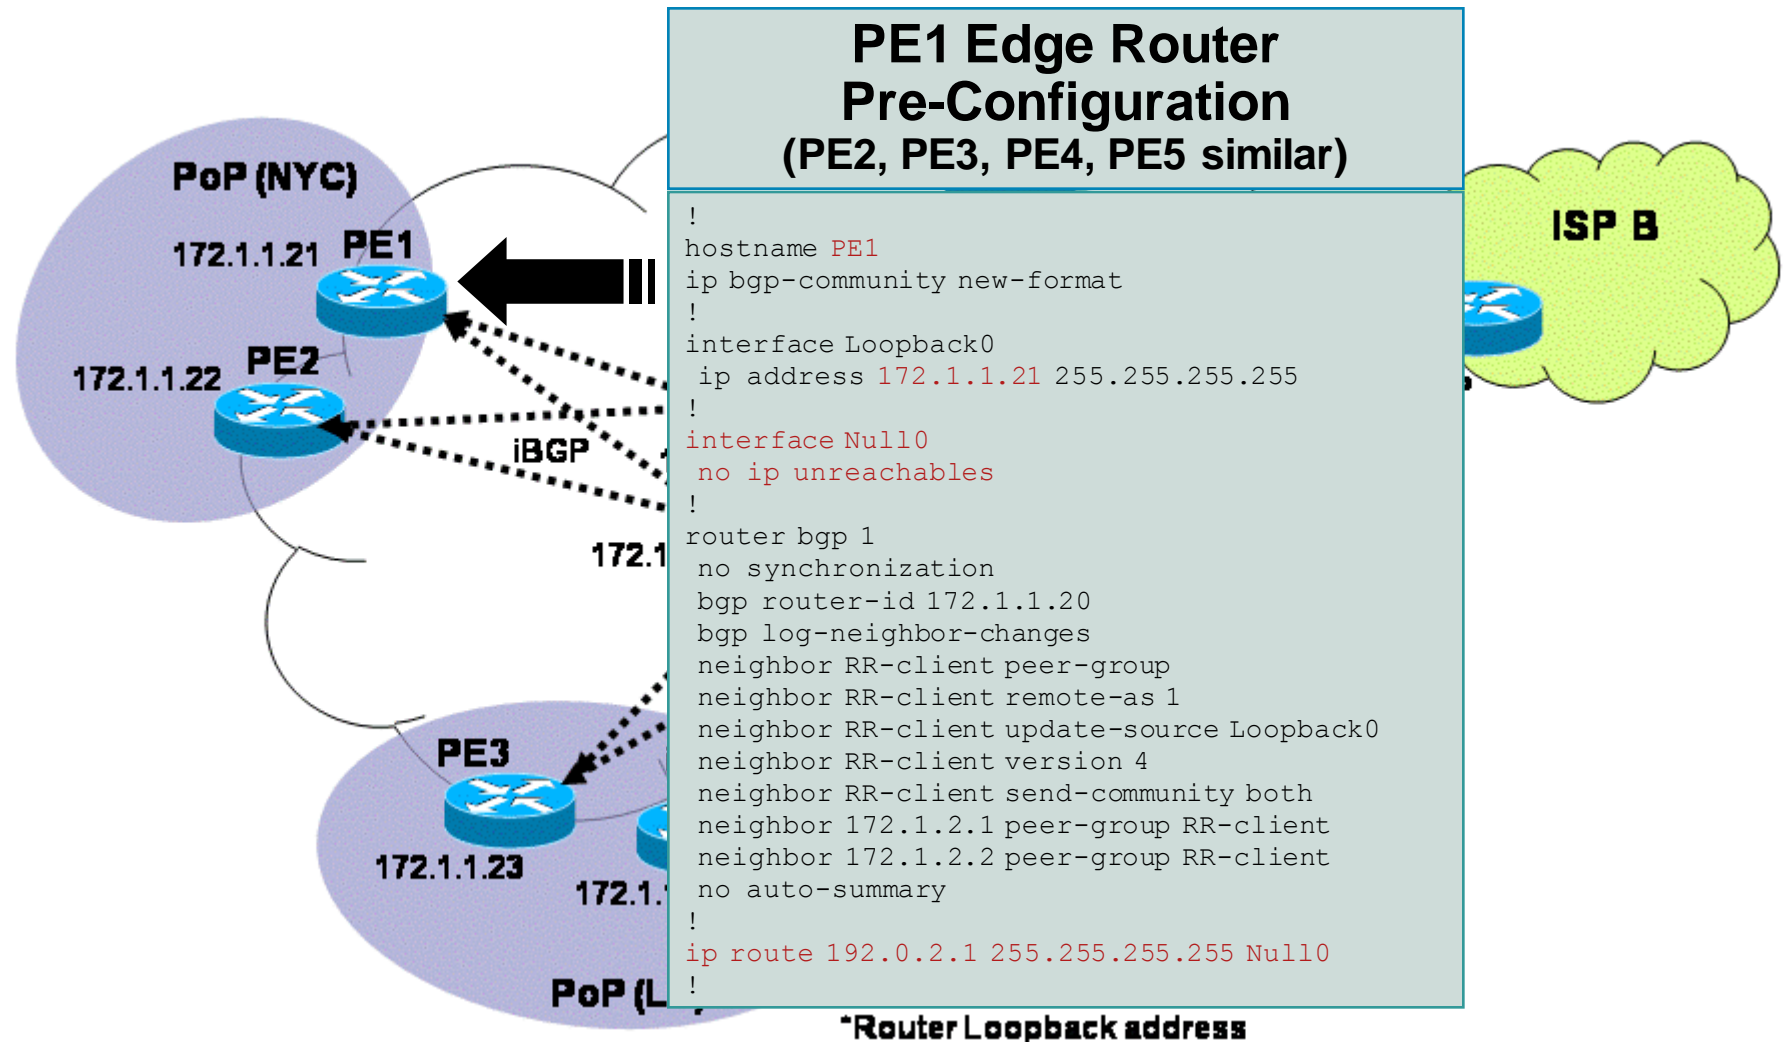 PE1 Edge Router
Pre-Configuration
(PE2, PE3, PE4, PE5 similar)
PoP (NYC)
172.1.1.21 PE1
PE2
172.1.1.22
iBGP
172.1
PE3
172.1.1.23
172.1.
PoP (L
ISP B
!
hostname PE1
ip bgp-community new-format
!
interface Loopback0
ip address 172.1.1.21 255.255.255.255
!
interface Null0
no ip unreachables
!
router bgp 1
no synchronization
bgp router-id 172.1.1.20
bgp log-neighbor-changes
neighbor RR-client peer-group
neighbor RR-client remote-as 1
neighbor RR-client update-source Loopback0
neighbor RR-client version 4
neighbor RR-client send-community both
neighbor 172.1.2.1 peer-group RR-client
neighbor 172.1.2.2 peer-group RR-client
no auto-summary
!
ip route 192.0.2.1 255.255.255.255 Null0
!
*Router Loopback address